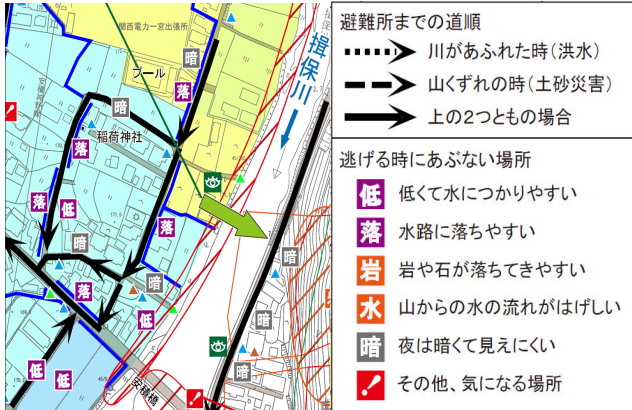 関西電力一宮出張所
プール
暗
落
揖保川
暗
稲荷神社
落
落
低
落
暗
暗
暗
落
低
暗
低
低
暗
安積橋
避難所までの道順
川があふれた時(洪水)
山くずれの時(土砂災害)
上の2つともの場合
逃げる時にあぶない場所
低 低くて水につかりやすい
落 水路に落ちやすい
岩 岩や石が落ちてきやすい
水 山からの水の流れがはげしい
暗 夜は暗くて見えにくい
! その他、気になる場所